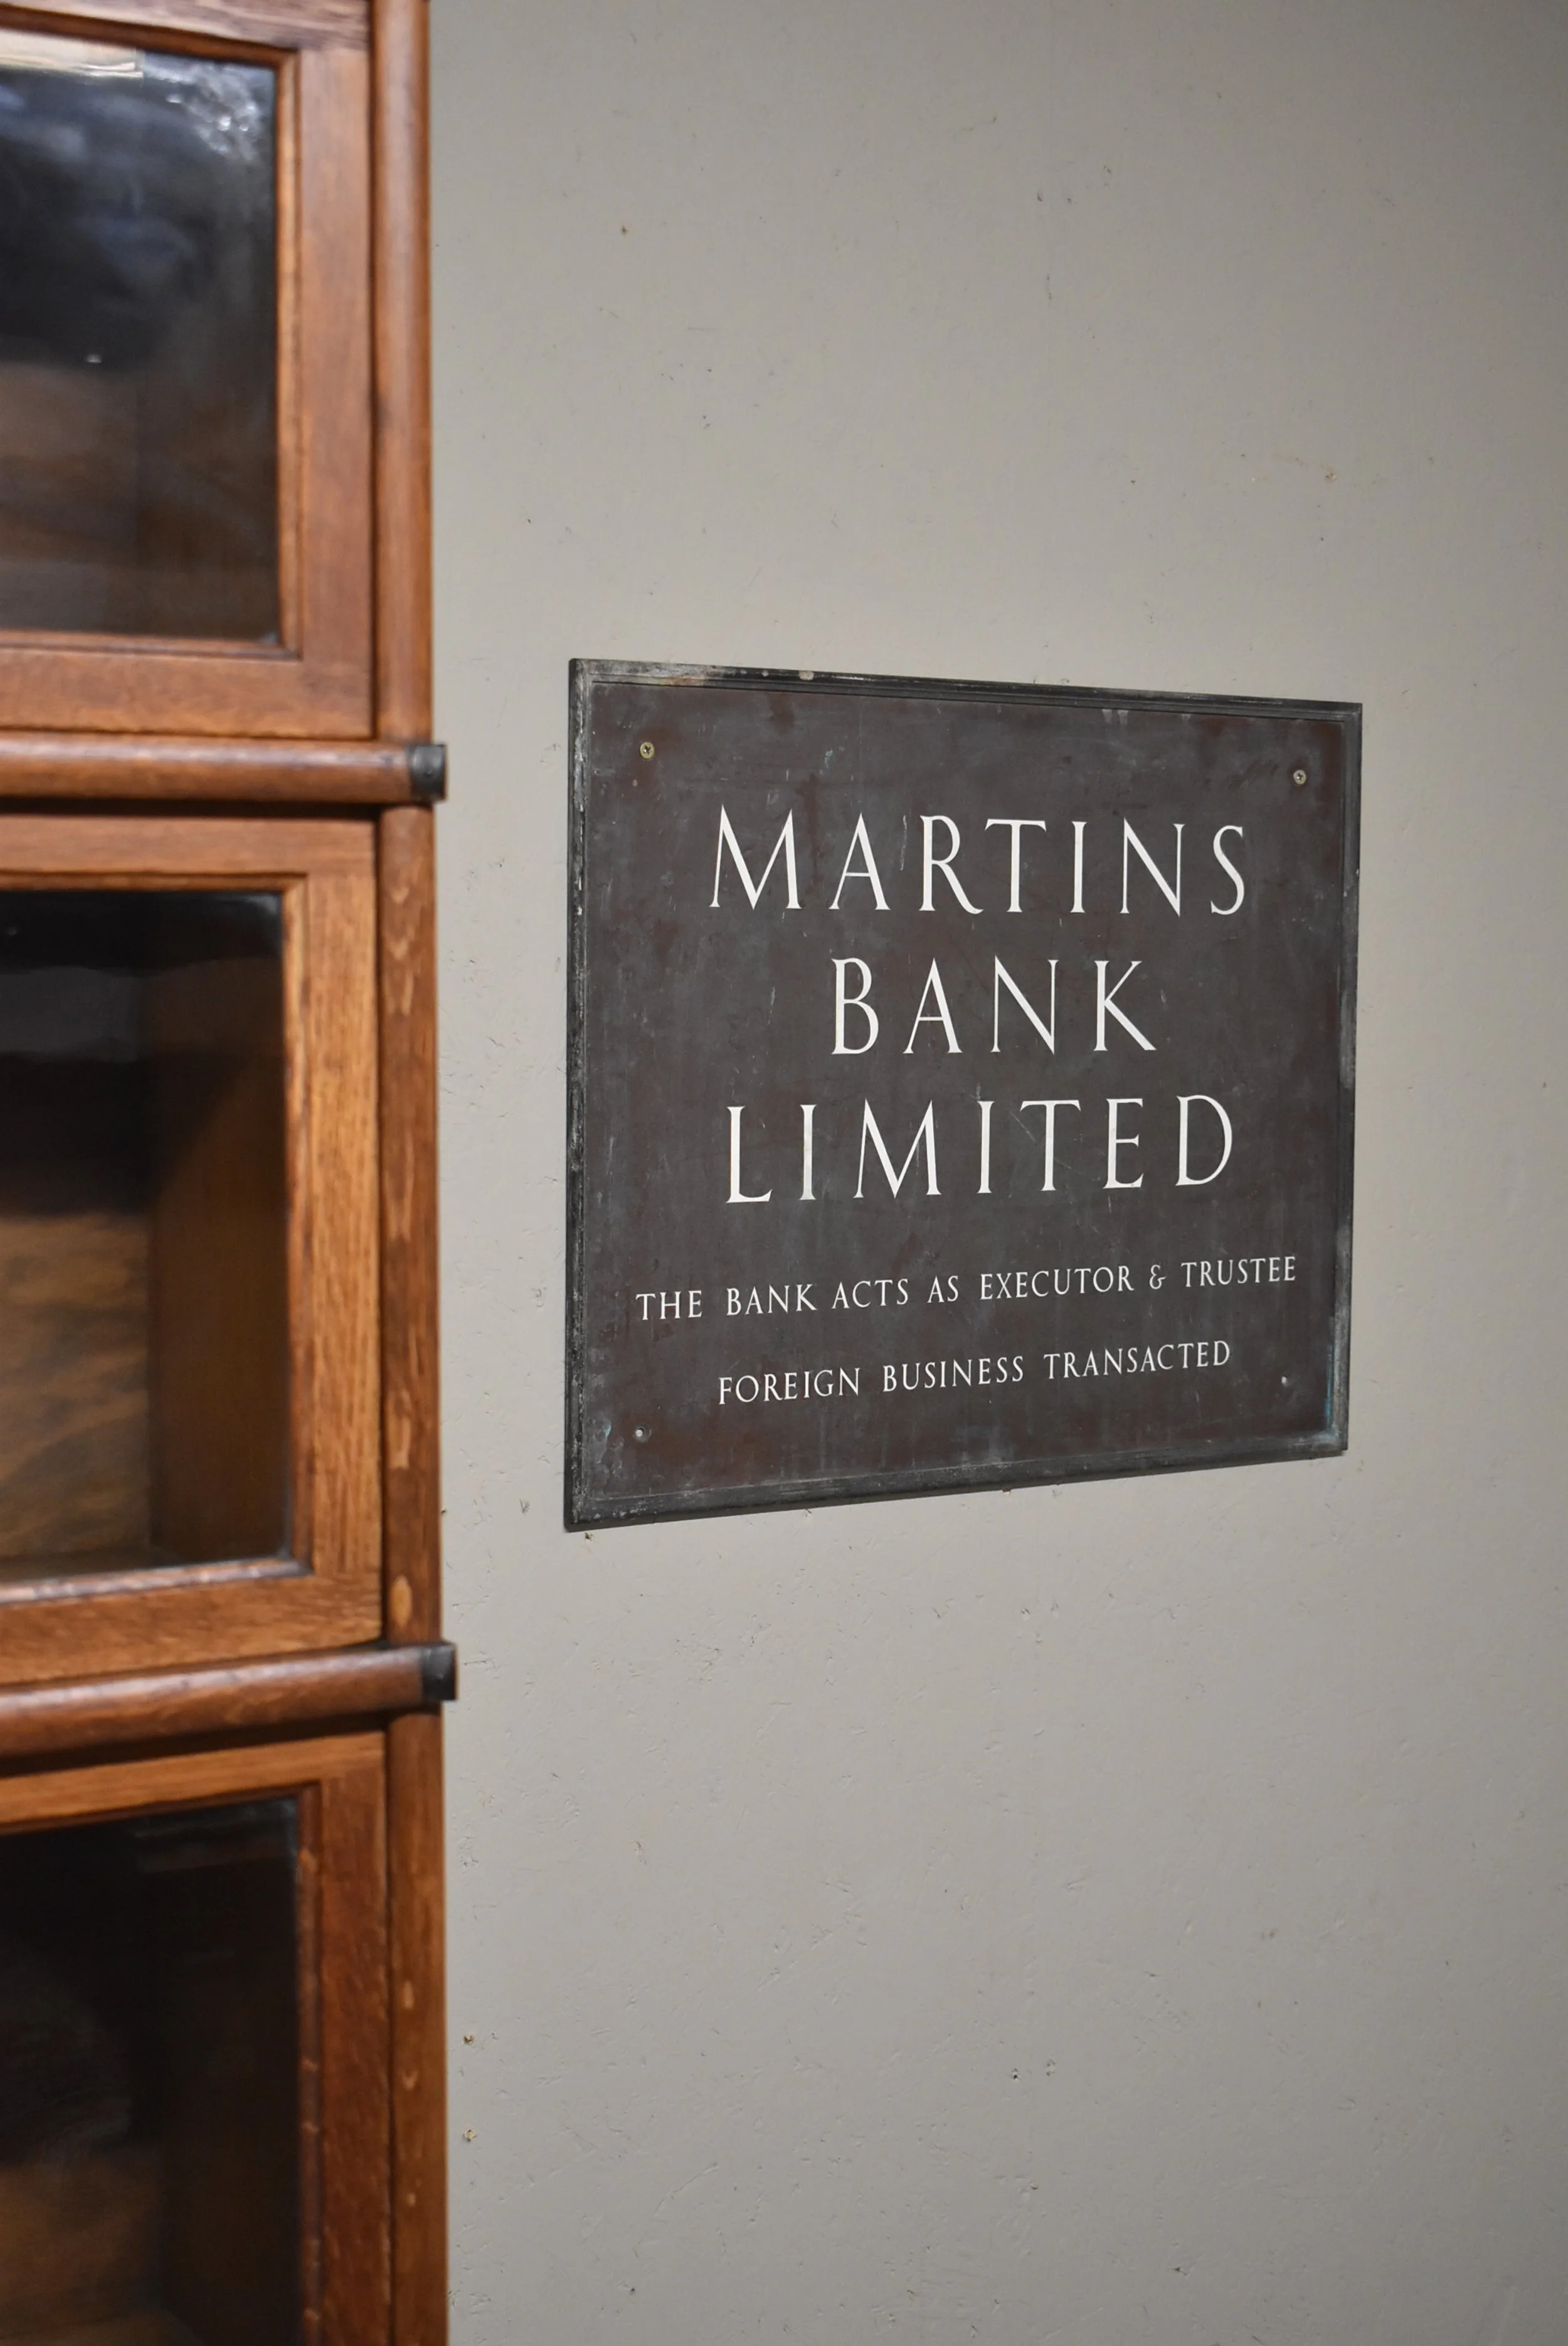 MARTINS
BANK
LIMITED
THE BANK ACTS AS EXECUTOR & TRUSTEE
FOREIGN BUSINESS TRANSACTED